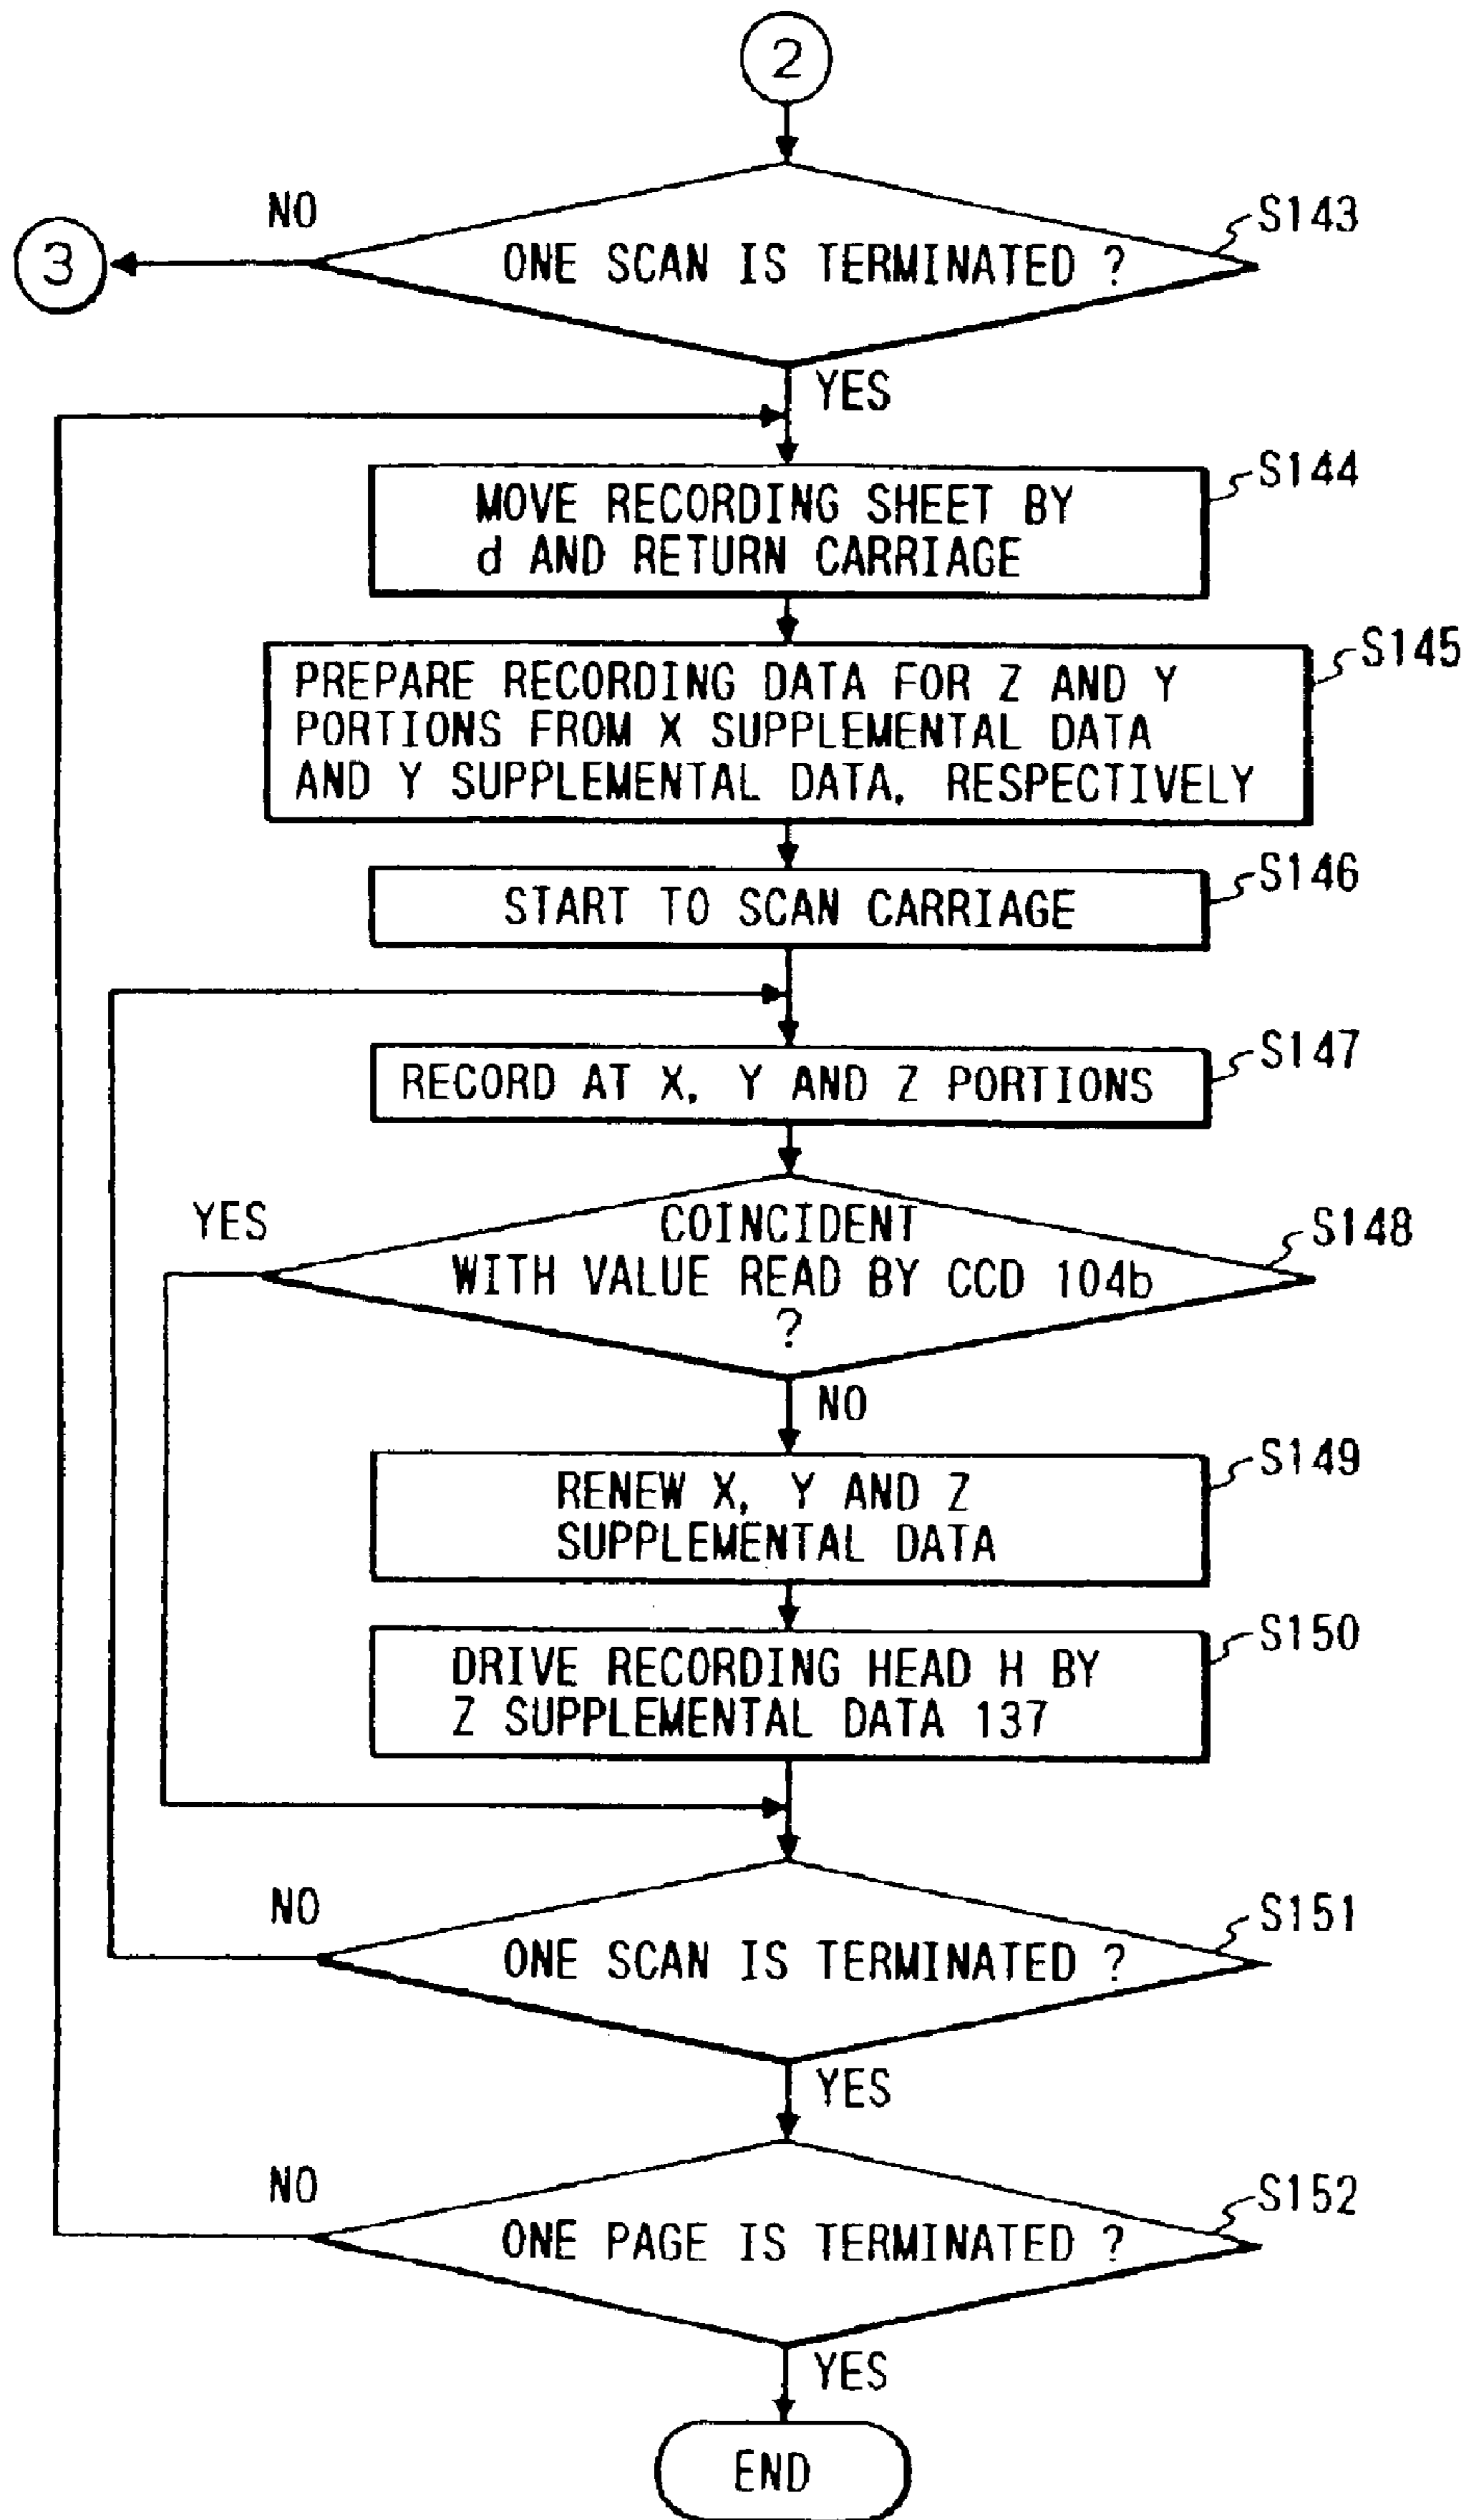 2
NO
S143
3
ONE SCAN IS TERMINATED ?
YES
S144
MOVE RECORDING SHEET BY
d AND RETURN CARRIAGE
S145
PREPARE RECORDING DATA FOR Z AND Y
PORTIONS FROM X SUPPLEMENTAL DATA
AND Y SUPPLEMENTAL DATA, RESPECTIVELY
S146
START TO SCAN CARRIAGE
S147
RECORD AT X, Y AND Z PORTIONS
YES
S148
COINCIDENT
WITH VALUE READ BY CCD 104b
?
NO
S149
RENEW X, Y AND Z
SUPPLEMENTAL DATA
S150
DRIVE RECORDING HEAD H BY
Z SUPPLEMENTAL DATA 137
NO
S151
ONE SCAN IS TERMINATED ?
YES
NO
S152
ONE PAGE IS TERMINATED ?
YES
END